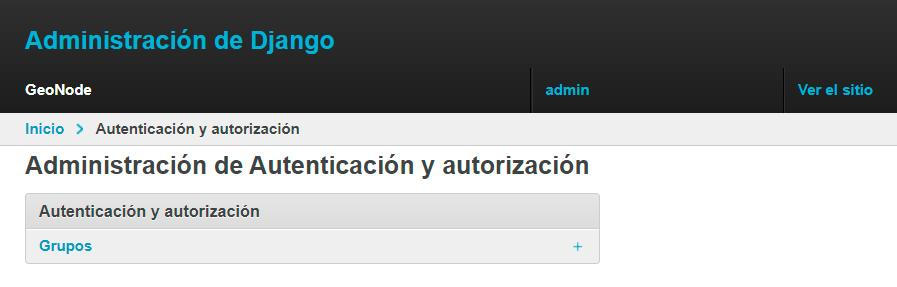 Administración de Django
GeoNode admin Ver el sitio
Inicio > Autenticación y autorización
Administración de Autenticación y autorización
Autenticación y autorización
Grupos +